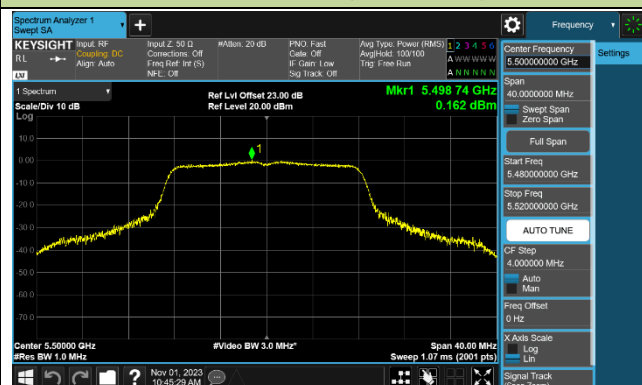 Spectrum Analyzer 1
Swept SA
+
Frequency
KEYSIGHT
RL
LXI
Input: RF
Coupling: DC
Align: Auto
Input Z: 50 Ω
Corrections: Off
Freq Ref: Int (S)
NFE: Off
#Atten: 20 dB
PNO: Fast
Gate: Off
IF Gain: Low
Sig Track: Off
Avg Type: Power (RMS)
Avg|Hold: 100/100
Trig: Free Run
1 2 3 4 5 6
A W W W W W
A N N N N N
Center Frequency
5.500000000 GHz
Settings
Span
40.0000000 MHz
Swept Span
Zero Span
Full Span
Start Freq
5.480000000 GHz
Stop Freq
5.520000000 GHz
AUTO TUNE
CF Step
4.000000 MHz
Auto
Man
Freq Offset
0 Hz
X Axis Scale
Log
Lin
Signal Track
(Span Zoom)
1 Spectrum
Scale/Div 10 dB
Log
Ref Lvl Offset 23.00 dB
Ref Level 20.00 dBm
Mkr1 5.498 74 GHz
0.162 dBm
1
10.0
0.00
-10.0
-20.0
-30.0
-40.0
-50.0
-60.0
-70.0
Center 5.50000 GHz
#Res BW 1.0 MHz
#Video BW 3.0 MHz*
Span 40.00 MHz
Sweep 1.07 ms (2001 pts)
?
Nov 01, 2023
10:45:29 AM